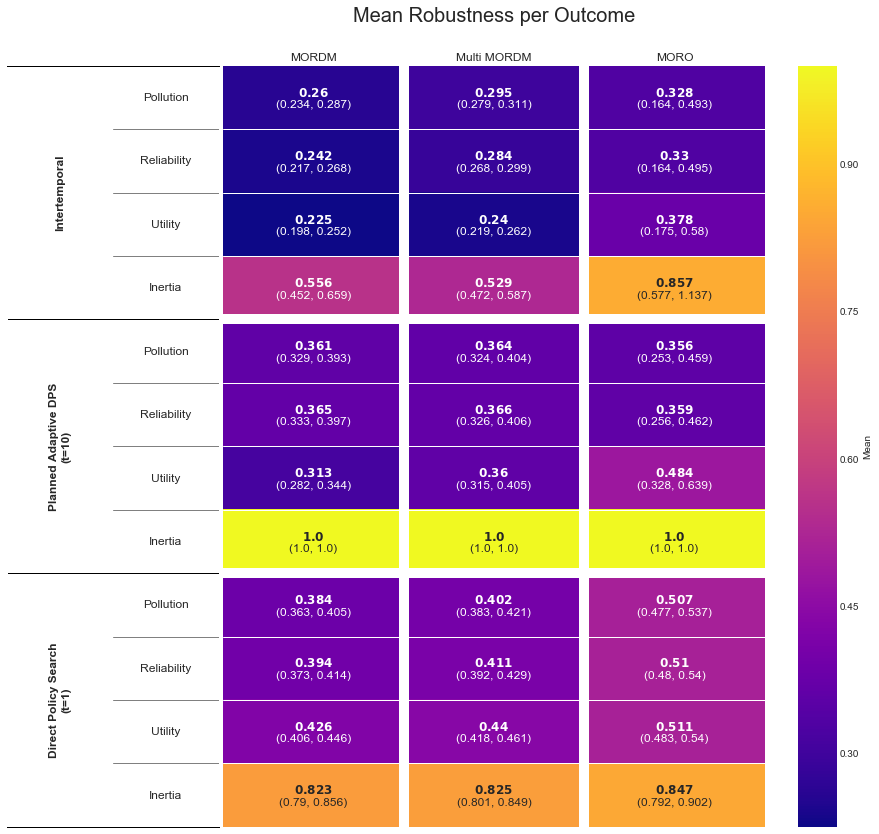 Mean Robustness per Outcome
MORDM Multi MORDM MORO
Intertemporal
Pollution 0.26 0.295 0.328
(0.234, 0.287) (0.279, 0.311) (0.164, 0.493)
Reliability 0.242 0.284 0.33
(0.217, 0.268) (0.268, 0.299) (0.164, 0.495)
Utility 0.225 0.24 0.378
(0.198, 0.252) (0.219, 0.262) (0.175, 0.58)
Inertia 0.556 0.529 0.857
(0.452, 0.659) (0.472, 0.587) (0.577, 1.137)
Planned Adaptive DPS
(t=10)
Pollution 0.361 0.364 0.356
(0.329, 0.393) (0.324, 0.404) (0.253, 0.459)
Reliability 0.365 0.366 0.359
(0.333, 0.397) (0.326, 0.406) (0.256, 0.462)
Utility 0.313 0.36 0.484
(0.282, 0.344) (0.315, 0.405) (0.328, 0.639)
Inertia 1.0 1.0 1.0
(1.0, 1.0) (1.0, 1.0) (1.0, 1.0)
Direct Policy Search
(t=1)
Pollution 0.384 0.402 0.507
(0.363, 0.405) (0.383, 0.421) (0.477, 0.537)
Reliability 0.394 0.411 0.51
(0.373, 0.414) (0.392, 0.429) (0.48, 0.54)
Utility 0.426 0.44 0.511
(0.406, 0.446) (0.418, 0.461) (0.483, 0.54)
Inertia 0.823 0.825 0.847
(0.79, 0.856) (0.801, 0.849) (0.792, 0.902)
0.90
0.75
0.60
0.45
0.30
Mean